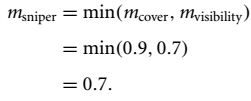 m_sniper = min(m_cover, m_visibility)
= min(0.9, 0.7)
= 0.7.